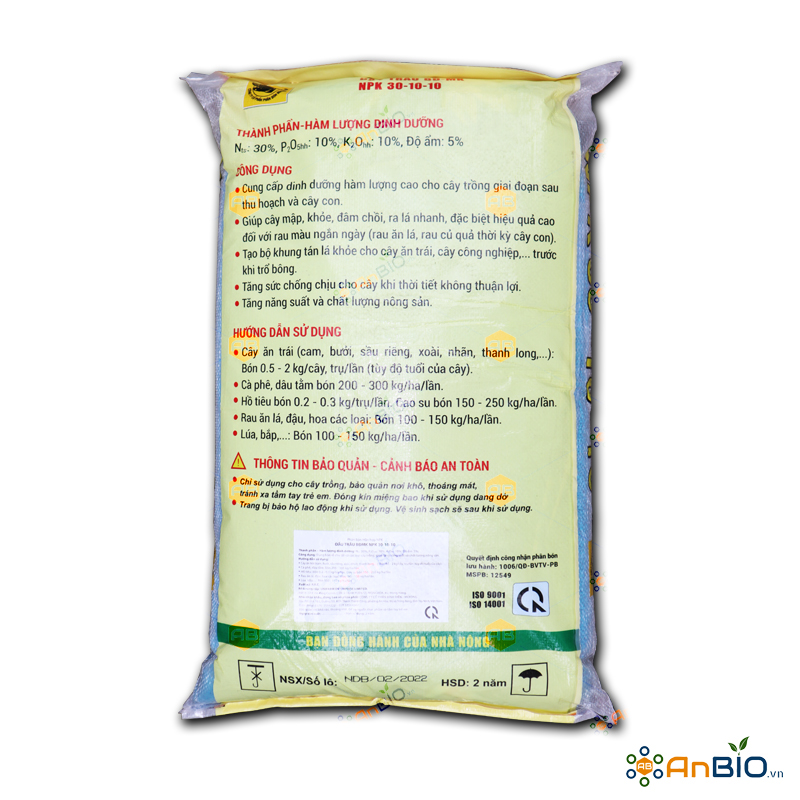 NPK 30-10-10
THÀNH PHẦN-HÀM LƯỢNG DINH DƯỠNG
Nts: 30%, P2O5hh: 10%, K2Ohh: 10%, Độ ẩm: 5%
CÔNG DỤNG
• Cung cấp dinh dưỡng hàm lượng cao cho cây trồng giai đoạn sau
thu hoạch và cây con.
• Giúp cây mập, khỏe, đâm chồi, ra lá nhanh, đặc biệt hiệu quả cao
đối với rau màu ngắn ngày (rau ăn lá, rau củ quả thời kỳ cây con).
• Tạo bộ khung tán lá khỏe cho cây ăn trái, cây công nghiệp,... trước
khi trổ bông.
• Tăng sức chống chịu cho cây khi thời tiết không thuận lợi.
• Tăng năng suất và chất lượng nông sản.
HƯỚNG DẪN SỬ DỤNG
• Cây ăn trái (cam, bưởi, sầu riêng, xoài, nhãn, thanh long,...):
Bón 0.5 - 2 kg/cây, trụ/lần (tùy độ tuổi của cây).
• Cà phê, dâu tằm bón 200 - 300 kg/ha/lần.
• Hồ tiêu bón 0.2 - 0.3 kg/trụ/lần. Cao su bón 150 - 250 kg/ha/lần.
• Rau ăn lá, đậu, hoa các loại: Bón 100 - 150 kg/ha/lần.
• Lúa, bắp,...: Bón 100 - 150 kg/ha/lần.
THÔNG TIN BẢO QUẢN - CẢNH BÁO AN TOÀN
• Chỉ sử dụng cho cây trồng, bảo quản nơi khô, thoáng mát,
tránh xa tầm tay trẻ em. Đóng kín miệng bao khi sử dụng dang dở
• Trang bị bảo hộ lao động khi sử dụng. Vệ sinh sạch sẽ sau khi sử dụng.
Quyết định công nhận phân bón
lưu hành: 1006/QĐ-BVTV-PB
MSPB: 12549
ISO 9001
ISO 14001
BẠN ĐỒNG HÀNH CỦA NHÀ NÔNG
NSX/Số lô: NDB/02/2022 HSD: 2 năm
AB AnBIO.vn